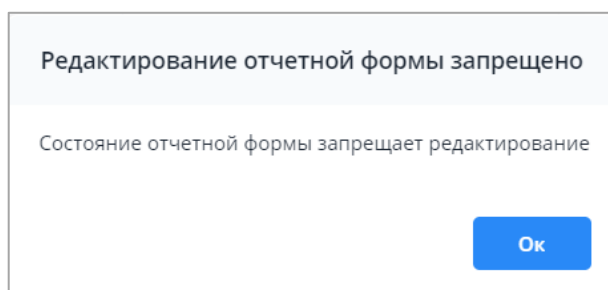 Редактирование отчетной формы запрещено
Состояние отчетной формы запрещает редактирование
Ок